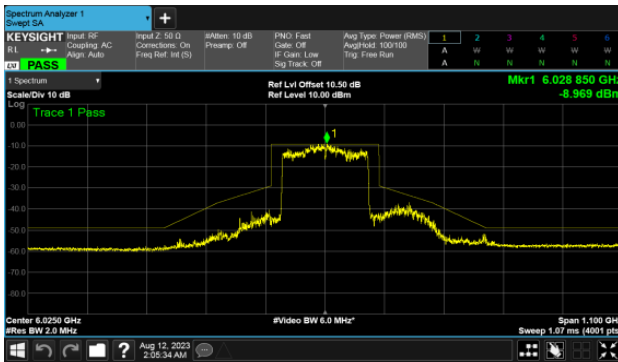 Spectrum Analyzer 1
Swept SA
+
KEYSIGHT Input: RF Input Z: 50 Ω #Atten: 10 dB PNO: Fast Avg Type: Power (RMS) 1 2 3 4 5 6
RL Coupling: AC Corrections: On Preamp: Off Gate: Off Avg|Hold: 100/100 A W W W W W
Align: Auto Freq Ref: Int (S) IF Gain: Low Trig: Free Run
LXI PASS Sig Track: Off A N N N N N
1 Spectrum Ref Lvl Offset 10.50 dB Mkr1 6.028 850 GHz
Scale/Div 10 dB Ref Level 10.00 dBm -8.969 dBm
Log
Trace 1 Pass
0.00
1
-10.0
-20.0
-30.0
-40.0
-50.0
-60.0
-70.0
-80.0
Center 6.0250 GHz #Video BW 6.0 MHz* Span 1.100 GHz
#Res BW 2.0 MHz Sweep 1.07 ms (4001 pts)
? Aug 12, 2023
2:05:34 AM